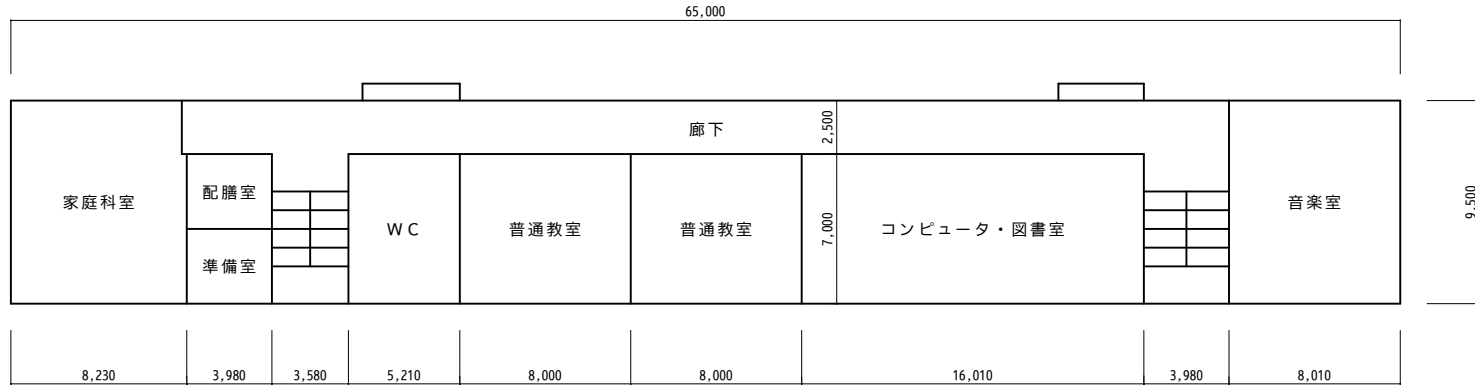 65,000
廊下
2,500
家庭科室
配膳室
準備室
WC
普通教室
普通教室
7,000
コンピュータ・図書室
音楽室
9,500
8,230
3,980
3,580
5,210
8,000
8,000
16,010
3,980
8,010